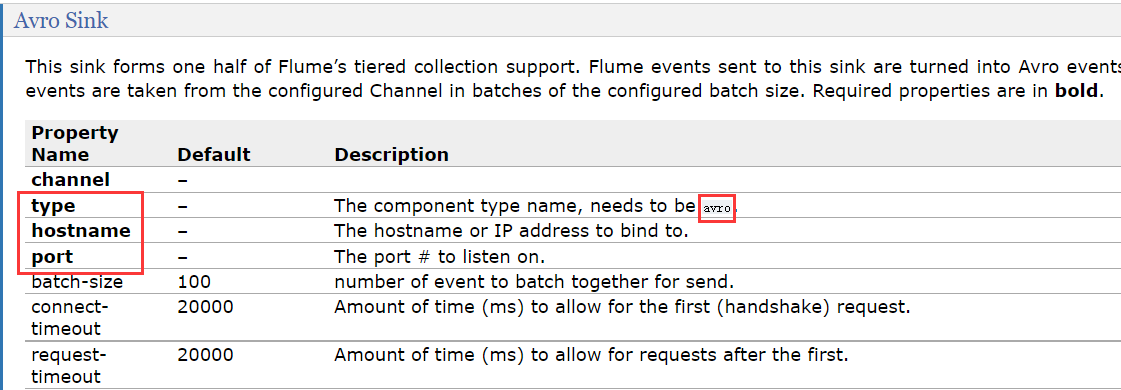 Avro Sink
This sink forms one half of Flume’s tiered collection support. Flume events sent to this sink are turned into Avro events
events are taken from the configured Channel in batches of the configured batch size. Required properties are in bold.
Property Name Default Description
channel –
type – The component type name, needs to be avro.
hostname – The hostname or IP address to bind to.
port – The port # to listen on.
batch-size 100 number of event to batch together for send.
connect-timeout 20000 Amount of time (ms) to allow for the first (handshake) request.
request-timeout 20000 Amount of time (ms) to allow for requests after the first.